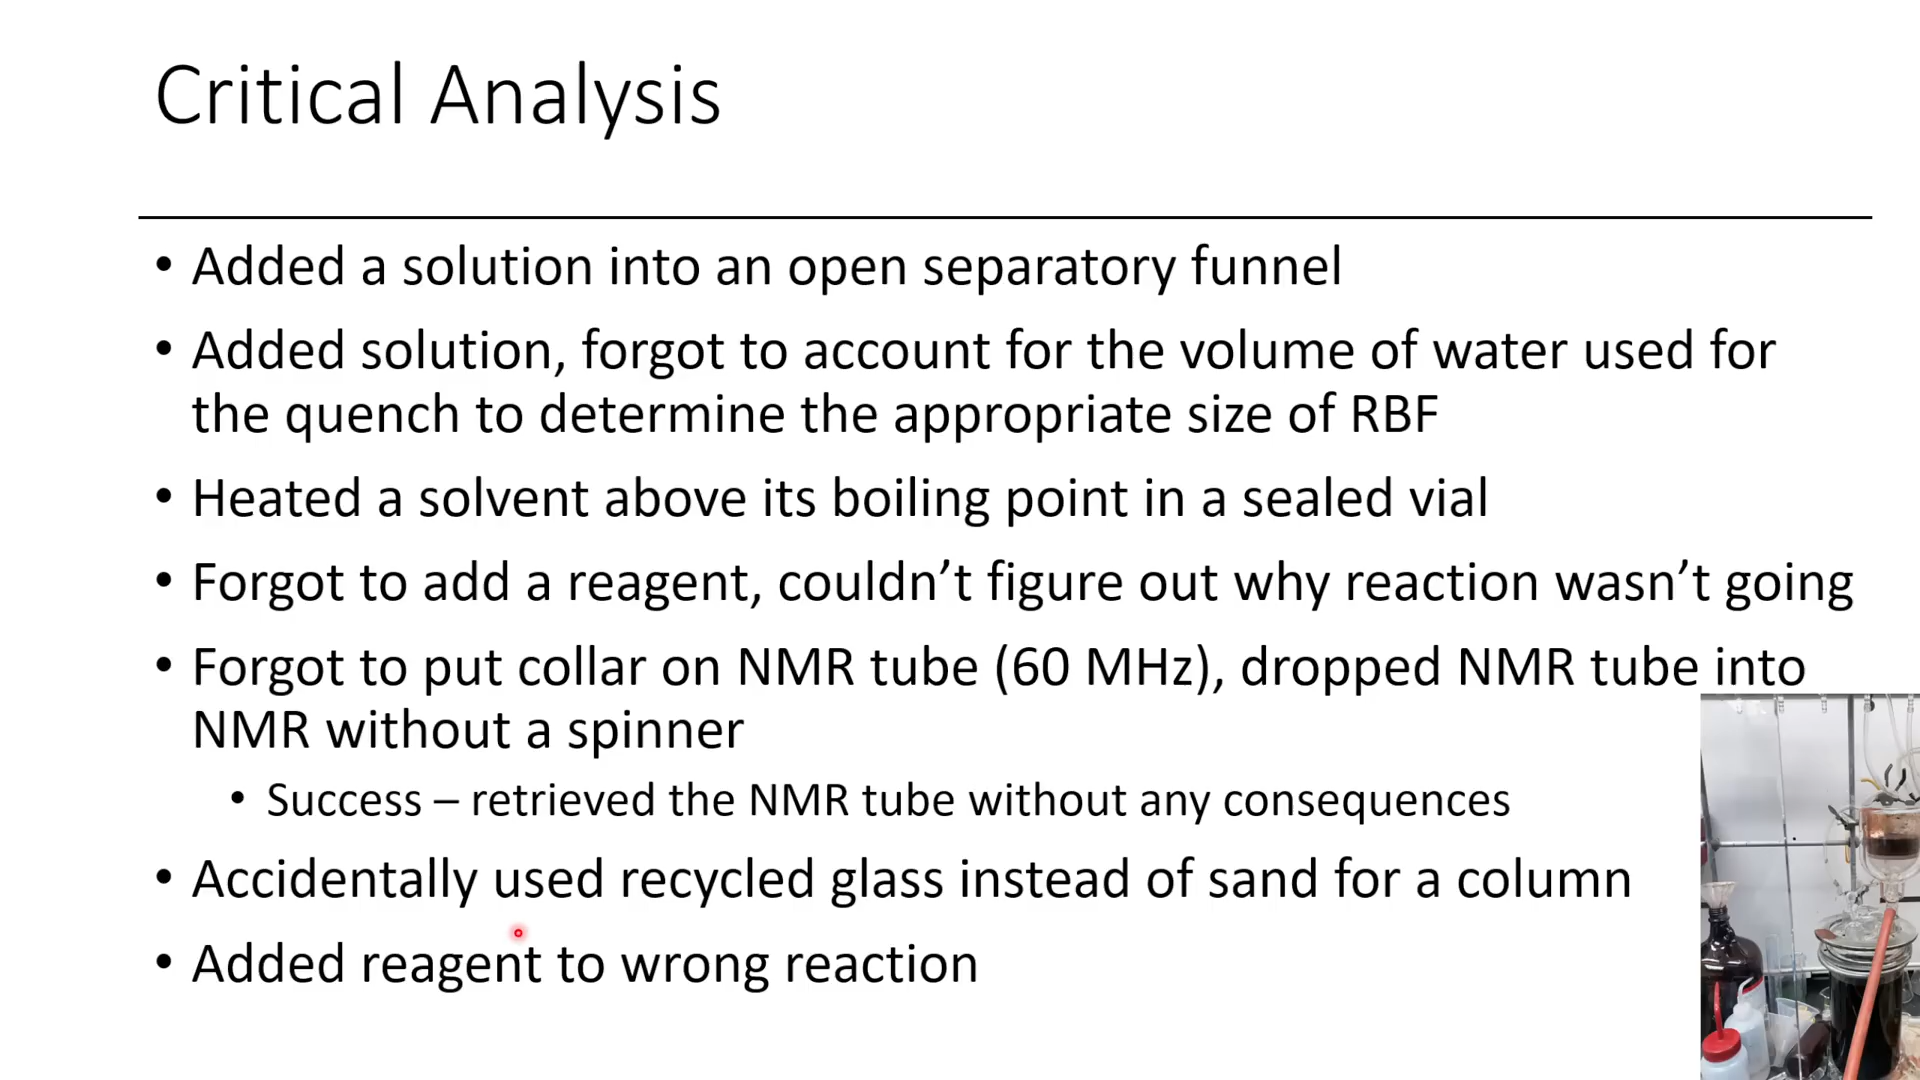 Critical Analysis
• Added a solution into an open separatory funnel
• Added solution, forgot to account for the volume of water used for
the quench to determine the appropriate size of RBF
• Heated a solvent above its boiling point in a sealed vial
• Forgot to add a reagent, couldn’t figure out why reaction wasn’t going
• Forgot to put collar on NMR tube (60 MHz), dropped NMR tube into
NMR without a spinner
• Success – retrieved the NMR tube without any consequences
• Accidentally used recycled glass instead of sand for a column
• Added reagent to wrong reaction